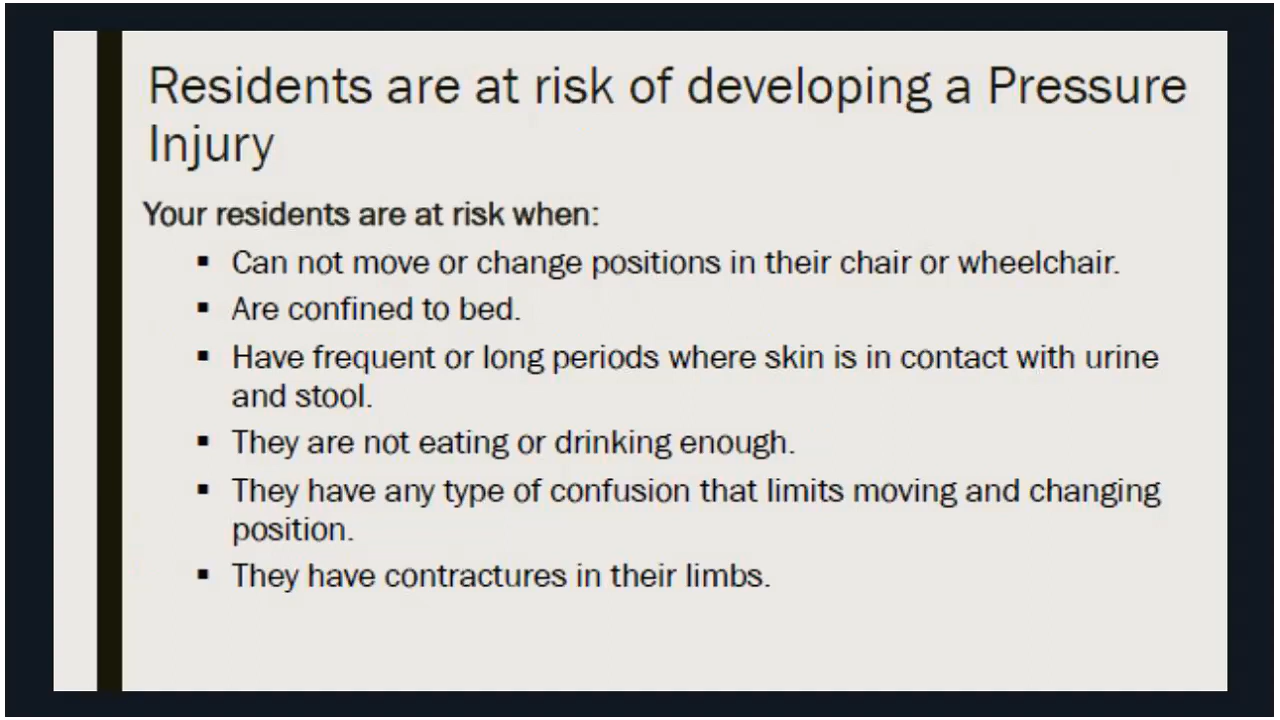 Residents are at risk of developing a Pressure
Injury
Your residents are at risk when:
▪ Can not move or change positions in their chair or wheelchair.
▪ Are confined to bed.
▪ Have frequent or long periods where skin is in contact with urine
and stool.
▪ They are not eating or drinking enough.
▪ They have any type of confusion that limits moving and changing
position.
▪ They have contractures in their limbs.